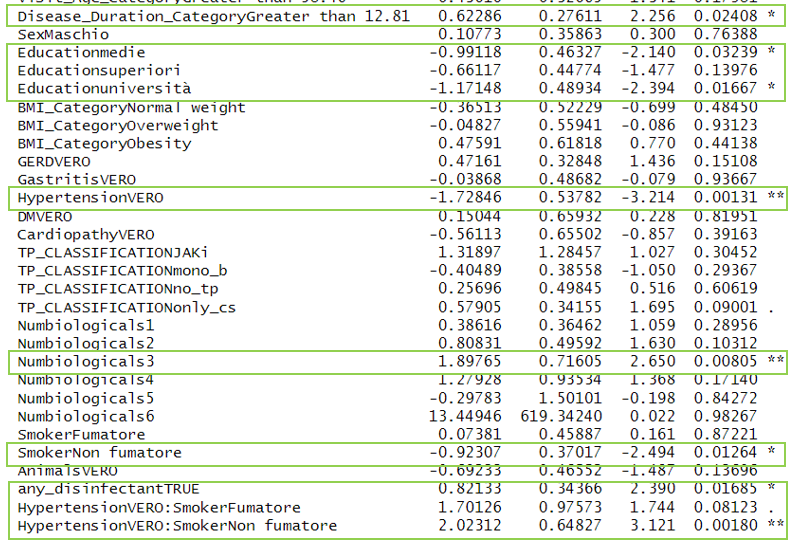 Disease_Duration_CategoryGreater than 12.81 0.62286 0.27611 2.256 0.02408 *
SexMaschio 0.10773 0.35863 0.300 0.76388
Educationmedie -0.99118 0.46327 -2.140 0.03239 *
Educationsuperiori -0.66117 0.44774 -1.477 0.13976
Educationuniversità -1.17148 0.48934 -2.394 0.01667 *
BMI_CategoryNormal weight -0.36513 0.52229 -0.699 0.48450
BMI_CategoryOverweight -0.04827 0.55941 -0.086 0.93123
BMI_CategoryObesity 0.47591 0.61818 0.770 0.44138
GERDVERO 0.47161 0.32848 1.436 0.15108
GastritisVERO -0.03868 0.48682 -0.079 0.93667
HypertensionVERO -1.72846 0.53782 -3.214 0.00131 **
DMVERO 0.15044 0.65932 0.228 0.81951
CardiopathyVERO -0.56113 0.65502 -0.857 0.39163
TP_CLASSIFICATIONJAKi 1.31897 1.28457 1.027 0.30452
TP_CLASSIFICATIONmono_b -0.40489 0.38558 -1.050 0.29367
TP_CLASSIFICATIONno_tp 0.25696 0.49845 0.516 0.60619
TP_CLASSIFICATIONonly_cs 0.57905 0.34155 1.695 0.09001 .
Numbiologicals1 0.38616 0.36462 1.059 0.28956
Numbiologicals2 0.80831 0.49592 1.630 0.10312
Numbiologicals3 1.89765 0.71605 2.650 0.00805 **
Numbiologicals4 1.27928 0.93534 1.368 0.17140
Numbiologicals5 -0.29783 1.50101 -0.198 0.84272
Numbiologicals6 13.44946 619.34240 0.022 0.98267
SmokerFumatore 0.07381 0.45887 0.161 0.87221
SmokerNon fumatore -0.92307 0.37017 -2.494 0.01264 *
AnimalsVERO -0.69233 0.46552 -1.487 0.13696
any_disinfectantTRUE 0.82133 0.34366 2.390 0.01685 *
HypertensionVERO:SmokerFumatore 1.70126 0.97573 1.744 0.08123 .
HypertensionVERO:SmokerNon fumatore 2.02312 0.64827 3.121 0.00180 **